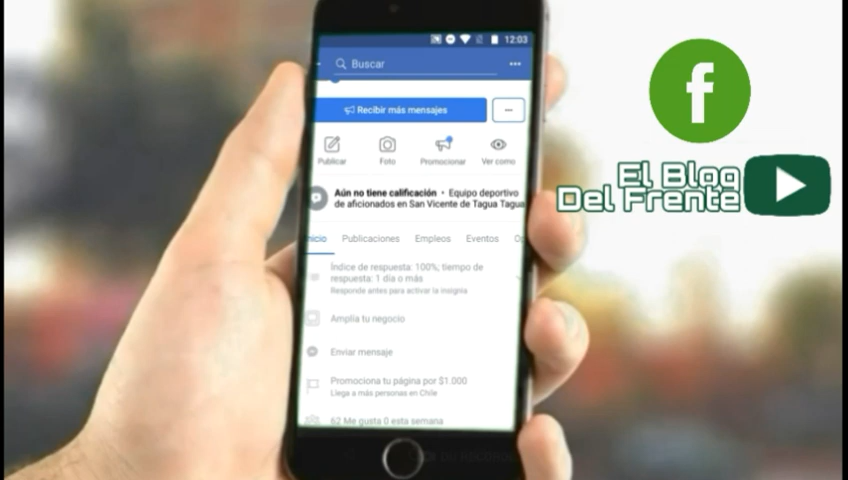 12:03
Buscar
Recibir más mensajes
Publicar
Foto
Promocionar
Ver como
Aún no tiene calificación · Equipo deportivo
de aficionados en San Vicente de Tagua Tagua
nicio
Publicaciones
Empleos
Eventos
Op
Índice de respuesta: 100%; tiempo de
respuesta: 1 día o más
Responde antes para activar la insignia
Amplía tu negocio
Enviar mensaje
Promociona tu página por $1.000
Llega a más personas en Chile
62 Me gusta 0 esta semana
f
El Blog
Del Frente